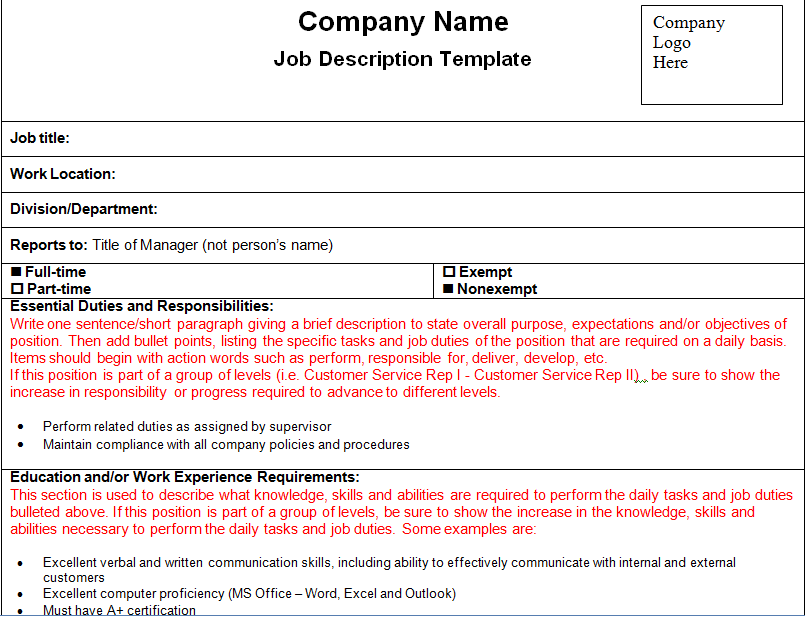 Company Name
Job Description Template
Company
Logo
Here
Job title:
Work Location:
Division/Department:
Reports to: Title of Manager (not person's name)
■ Full-time
□ Part-time
□ Exempt
■ Nonexempt
Essential Duties and Responsibilities:
Write one sentence/short paragraph giving a brief description to state overall purpose, expectations and/or objectives of
position. Then add bullet points, listing the specific tasks and job duties of the position that are required on a daily basis.
Items should begin with action words such as perform, responsible for, deliver, develop, etc.
If this position is part of a group of levels (i.e. Customer Service Rep I - Customer Service Rep II), be sure to show the
increase in responsibility or progress required to advance to different levels.
• Perform related duties as assigned by supervisor
• Maintain compliance with all company policies and procedures
Education and/or Work Experience Requirements:
This section is used to describe what knowledge, skills and abilities are required to perform the daily tasks and job duties
bulleted above. If this position is part of a group of levels, be sure to show the increase in the knowledge, skills and
abilities necessary to perform the daily tasks and job duties. Some examples are:
• Excellent verbal and written communication skills, including ability to effectively communicate with internal and external
customers
• Excellent computer proficiency (MS Office – Word, Excel and Outlook)
• Must have A+ certification